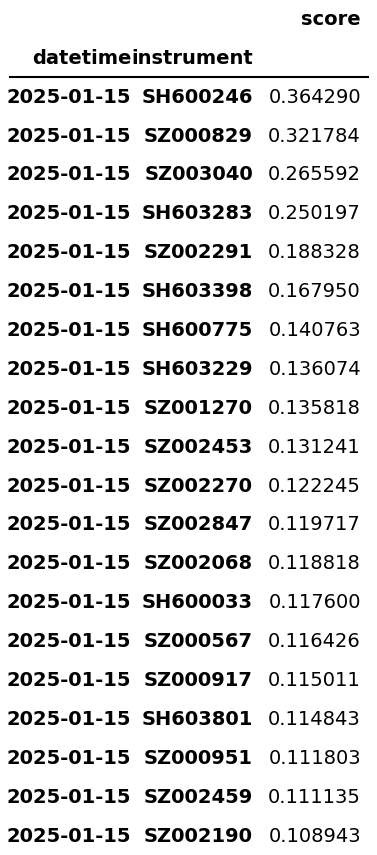 score
datetime instrument
2025-01-15 SH600246 0.364290
2025-01-15 SZ000829 0.321784
2025-01-15 SZ003040 0.265592
2025-01-15 SH603283 0.250197
2025-01-15 SZ002291 0.188328
2025-01-15 SH603398 0.167950
2025-01-15 SH600775 0.140763
2025-01-15 SH603229 0.136074
2025-01-15 SZ001270 0.135818
2025-01-15 SZ002453 0.131241
2025-01-15 SZ002270 0.122245
2025-01-15 SZ002847 0.119717
2025-01-15 SZ002068 0.118818
2025-01-15 SH600033 0.117600
2025-01-15 SZ000567 0.116426
2025-01-15 SZ000917 0.115011
2025-01-15 SH603801 0.114843
2025-01-15 SZ000951 0.111803
2025-01-15 SZ002459 0.111135
2025-01-15 SZ002190 0.108943